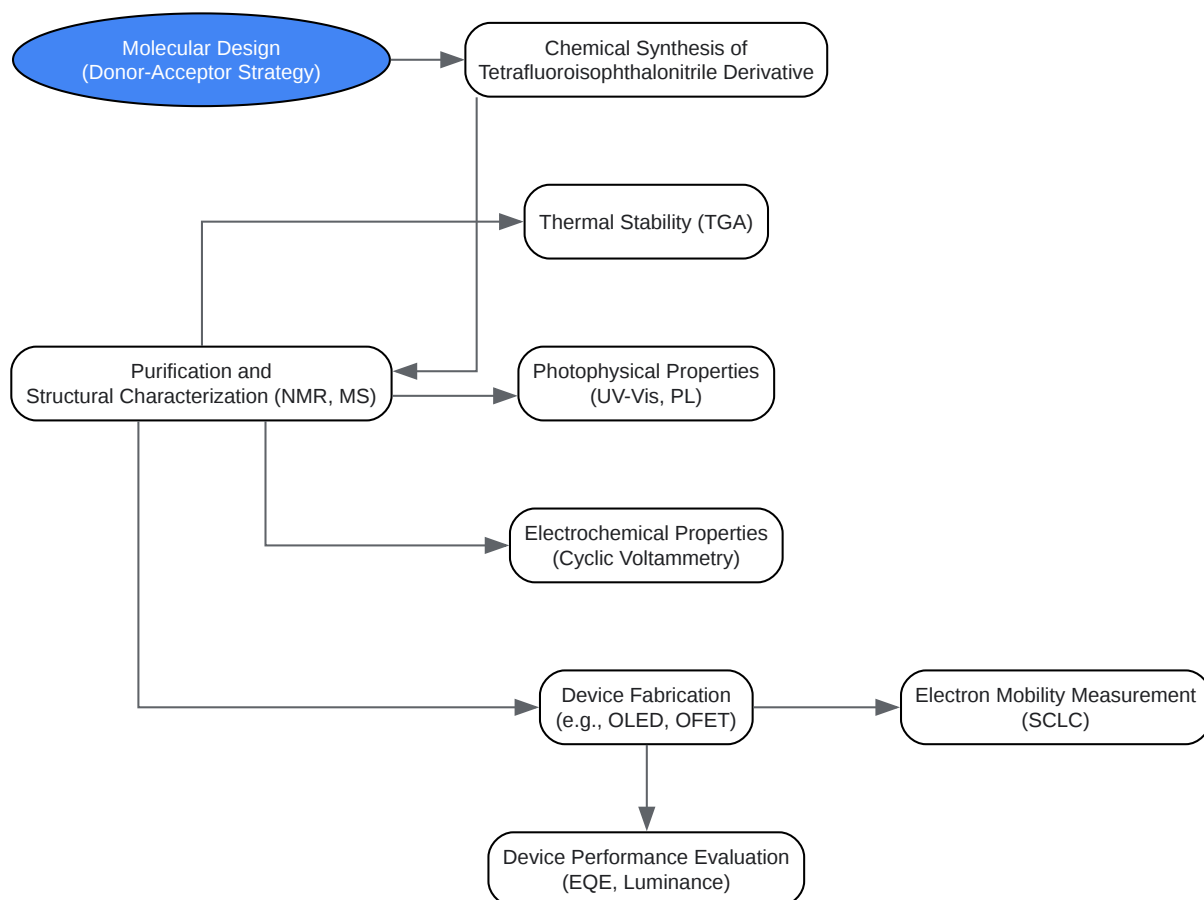 Molecular Design
(Donor-Acceptor Strategy)
Chemical Synthesis of
Tetrafluoroisophthalonitrile Derivative
Thermal Stability (TGA)
Purification and
Structural Characterization (NMR, MS)
Photophysical Properties
(UV-Vis, PL)
Electrochemical Properties
(Cyclic Voltammetry)
Device Fabrication
(e.g., OLED, OFET)
Electron Mobility Measurement
(SCLC)
Device Performance Evaluation
(EQE, Luminance)